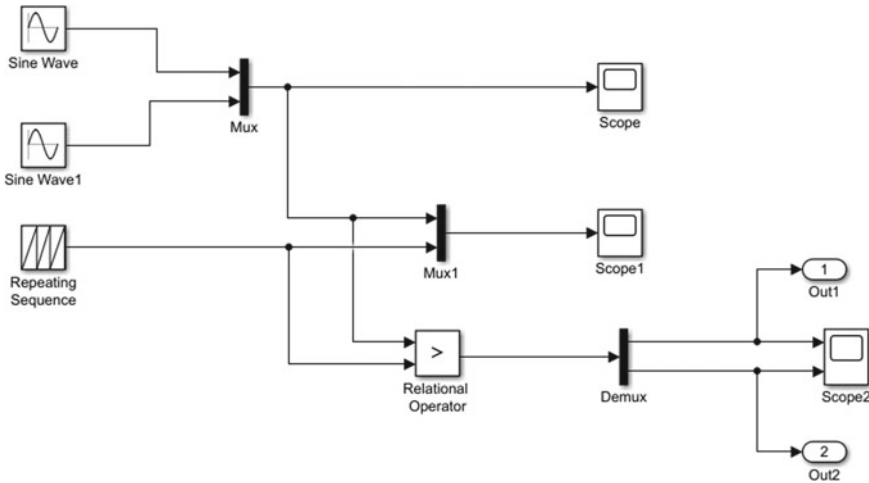 Sine Wave
Mux
Scope
Sine Wave1
Repeating
Sequence
Mux1
Scope1
1
Out1
>
Relational
Operator
Demux
Scope2
2
Out2